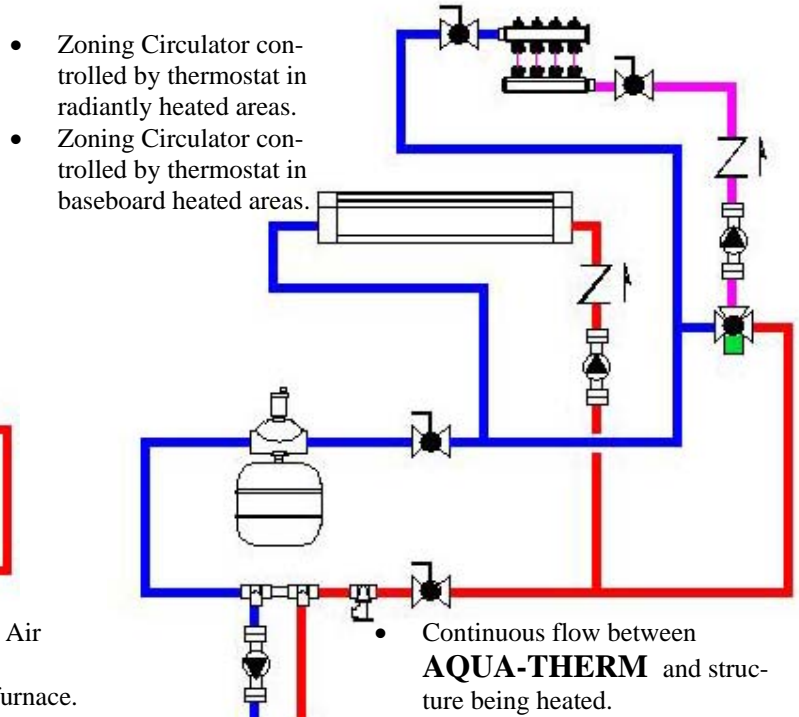 • Zoning Circulator con-
trolled by thermostat in
radiantly heated areas.
• Zoning Circulator con-
trolled by thermostat in
baseboard heated areas.
Air
furnace.
• Continuous flow between
AQUA-THERM and struc-
ture being heated.